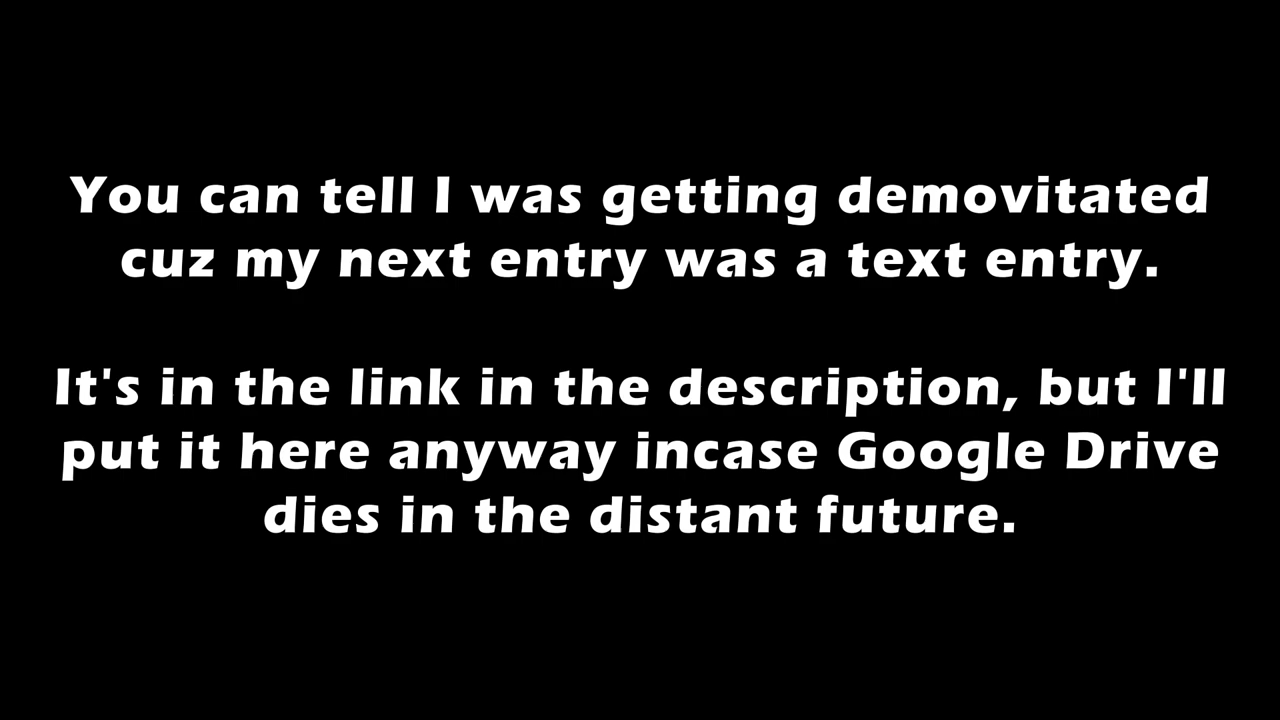 You can tell I was getting demovitated
cuz my next entry was a text entry.
It's in the link in the description, but I'll
put it here anyway incase Google Drive
dies in the distant future.